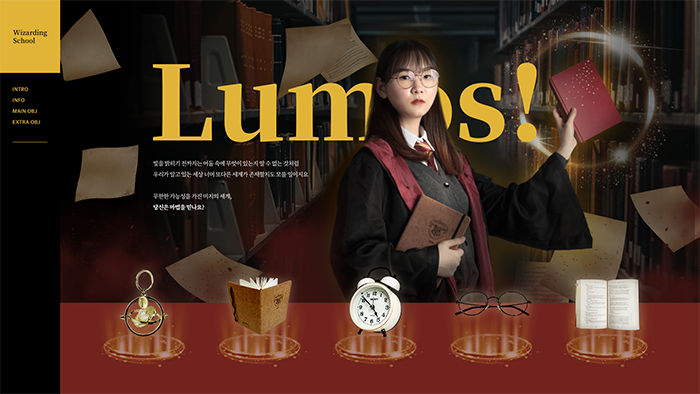 Wizarding
School
INTRO
INFO
MAIN OBJ
EXTRA OBJ
Lumos!
빛을 밝히기 전까지는 어둠 속에 무엇이 있는지 알 수 없는 것처럼
우리가 알고 있는 세상 너머 또다른 세계가 존재할지도 모를 일이지요
무한한 가능성을 가진 미지의 세계,
당신은 마법을 믿나요?